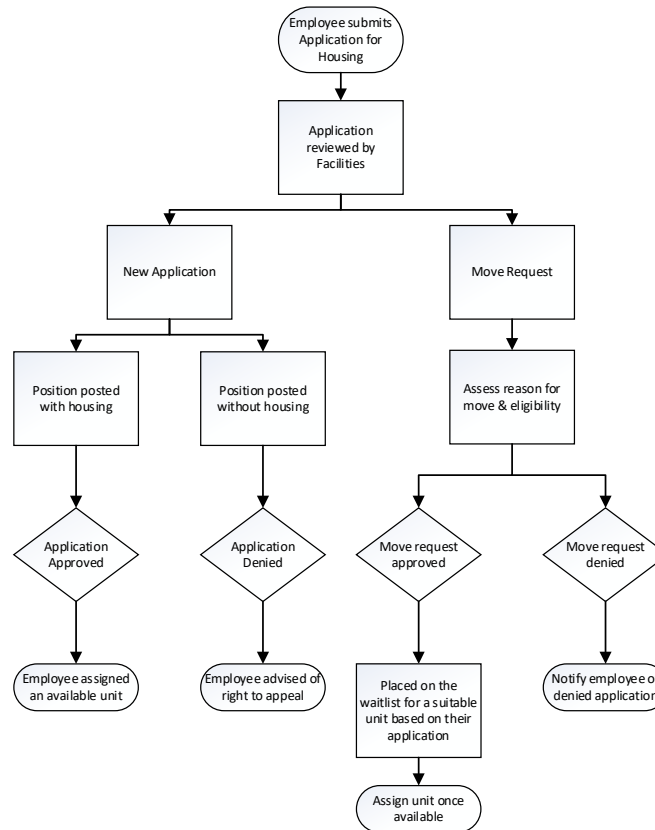 Employee submits
Application for
Housing
Application
reviewed by
Facilities
New Application
Move Request
Position posted
with housing
Position posted
without housing
Assess reason for
move & eligibility
Application
Approved
Application
Denied
Move request
approved
Move request
denied
Employee assigned
an available unit
Employee advised of
right to appeal
Placed on the
waitlist for a suitable
unit based on their
application
Notify employee o
denied application
Assign unit once
available